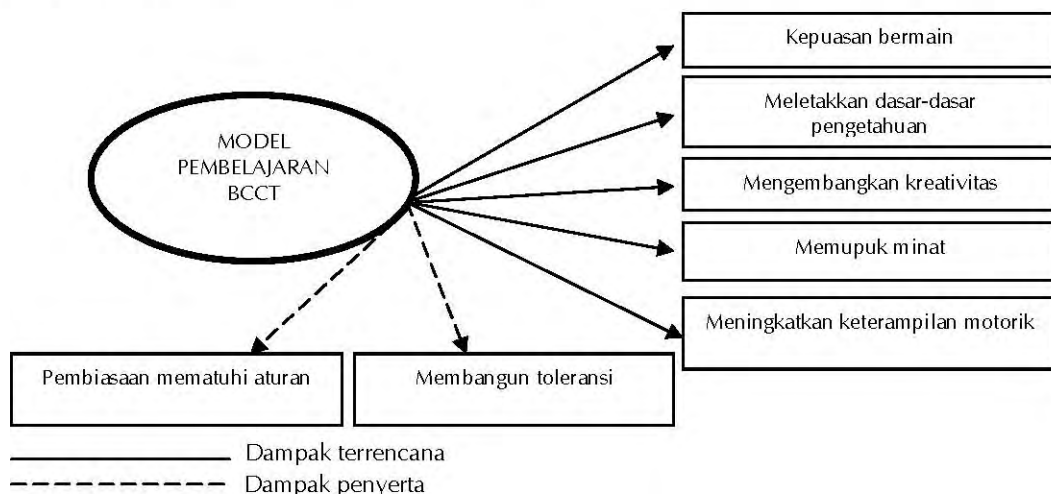 MODEL
PEMBELAJARAN
BCCT
Kepuasan bermain
Meletakkan dasar-dasar
pengetahuan
Mengembangkan kreativitas
Memupuk minat
Meningkatkan keterampilan motorik
Pembiasaan mematuhi aturan
Membangun toleransi
Dampak terrencana
Dampak penyerta